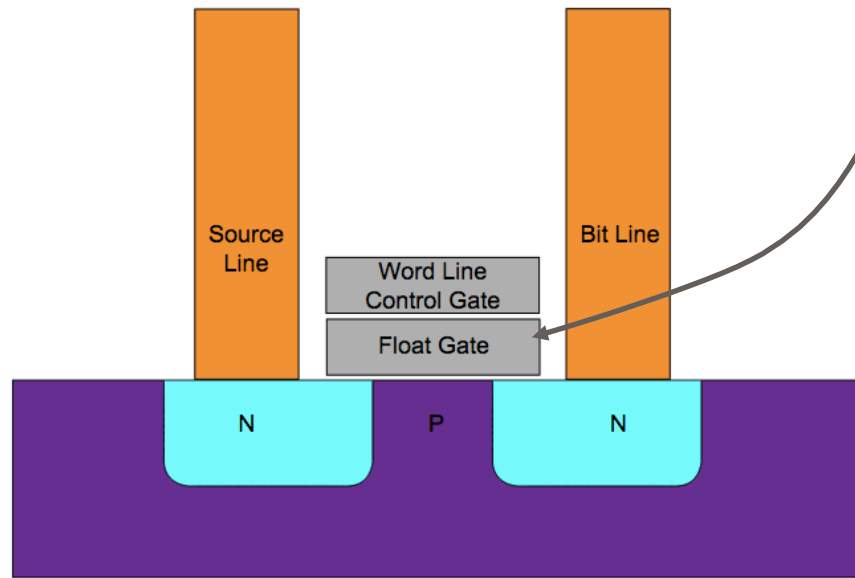 Source
Line
Bit Line
Word Line
Control Gate
Float Gate
N
P
N